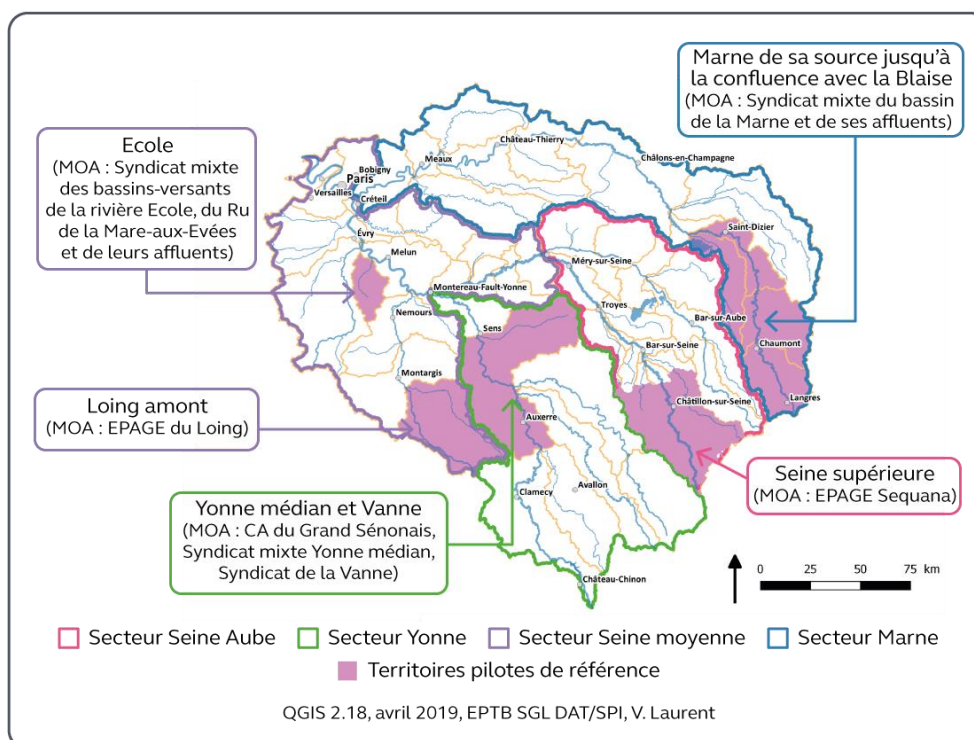 Marne de sa source jusqu'à
la confluence avec la Blaise
(MOA : Syndicat mixte du bassin
de la Marne et de ses affluents)
Ecole
(MOA : Syndicat mixte
des bassins-versants
de la rivière Ecole, du Ru
de la Mare-aux-Evées
et de leurs affluents)
Château-Thierry
Meaux
Châlons-en-Champagne
Bobigny
Paris
Versailles
Créteil
Évry
Saint-Dizier
Melun
Méry-sur-Seine
Montereau-Fault-Yonne
Troyes
Nemours
Bar-sur-Aube
Sens
Bar-sur-Seine
Chaumont
Montargis
Langres
Châtillon-sur-Seine
Auxerre
Loing amont
(MOA : EPAGE du Loing)
Seine supérieure
(MOA : EPAGE Sequana)
Avallon
Clamecy
Yonne médian et Vanne
(MOA : CA du Grand Sénonais,
Syndicat mixte Yonne médian,
Syndicat de la Vanne)
Château-Chinon
0 25 50 75 km
Secteur Seine Aube Secteur Yonne Secteur Seine moyenne Secteur Marne
Territoires pilotes de référence
QGIS 2.18, avril 2019, EPTB SGL DAT/SPI, V. Laurent